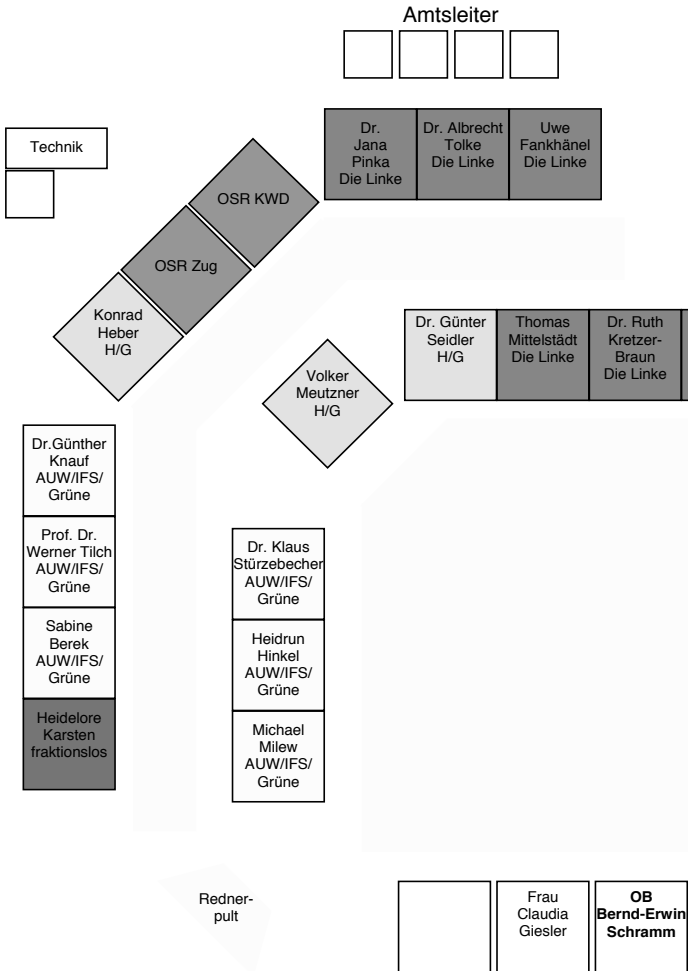 Amtsleiter
Technik
Dr.
Jana
Pinka
Die Linke
Dr. Albrecht
Tolke
Die Linke
Uwe
Fankhänel
Die Linke
OSR KWD
OSR Zug
Konrad
Heber
H/G
Dr. Günter
Seidler
H/G
Thomas
Mittelstädt
Die Linke
Dr. Ruth
Kretzer-
Braun
Die Linke
Volker
Meutzner
H/G
Dr.Günther
Knauf
AUW/IFS/
Grüne
Prof. Dr.
Werner Tilch
AUW/IFS/
Grüne
Sabine
Berek
AUW/IFS/
Grüne
Heidelore
Karsten
fraktionslos
Dr. Klaus
Stürzebecher
AUW/IFS/
Grüne
Heidrun
Hinkel
AUW/IFS/
Grüne
Michael
Milew
AUW/IFS/
Grüne
Redner-
pult
Frau
Claudia
Giesler
OB
Bernd-Erwin
Schramm